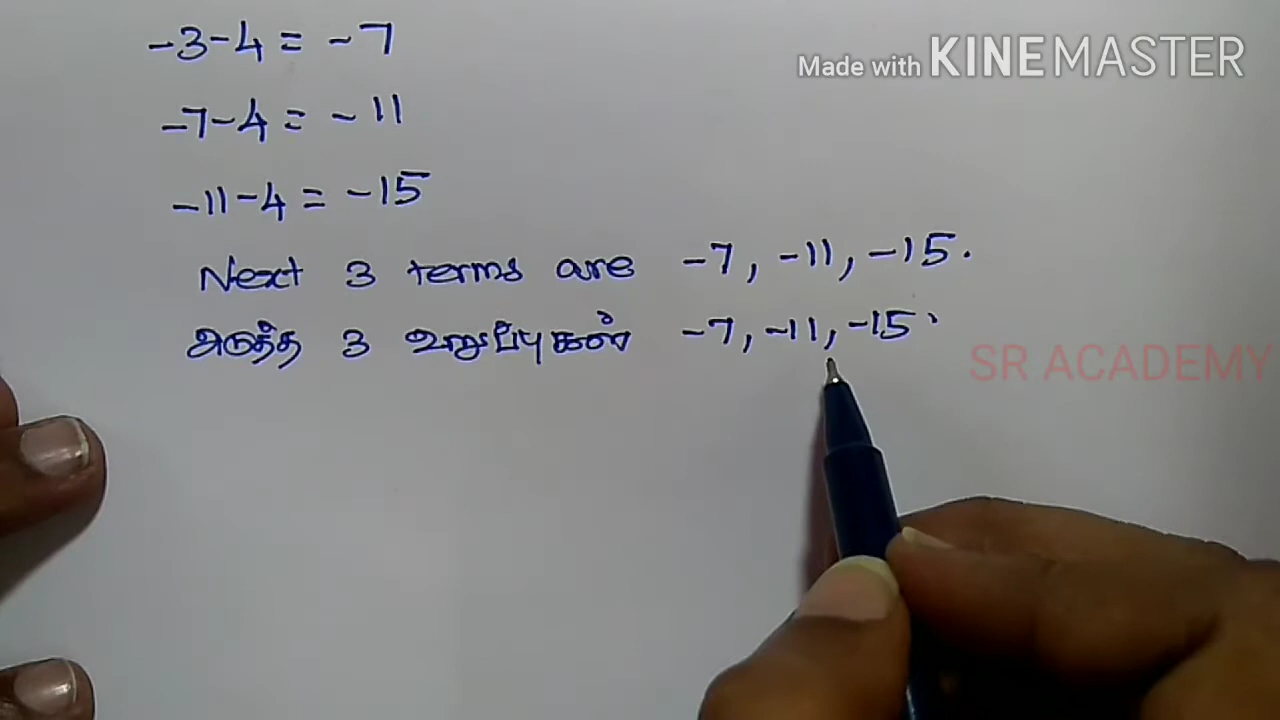 -3-4 = -7
Made with KINEMASTER
-7-4 = -11
-11-4 = -15
Next 3 terms are -7, -11, -15.
அடுத்த 3 உறுப்புகள் -7, -11, -15.
SR ACADEMY